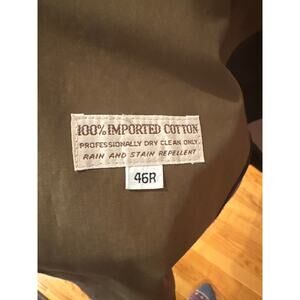 100% IMPORTED COTTON
PROFESSIONALLY DRY CLEAN ONLY.
RAIN AND STAIN REPELLENT
46R